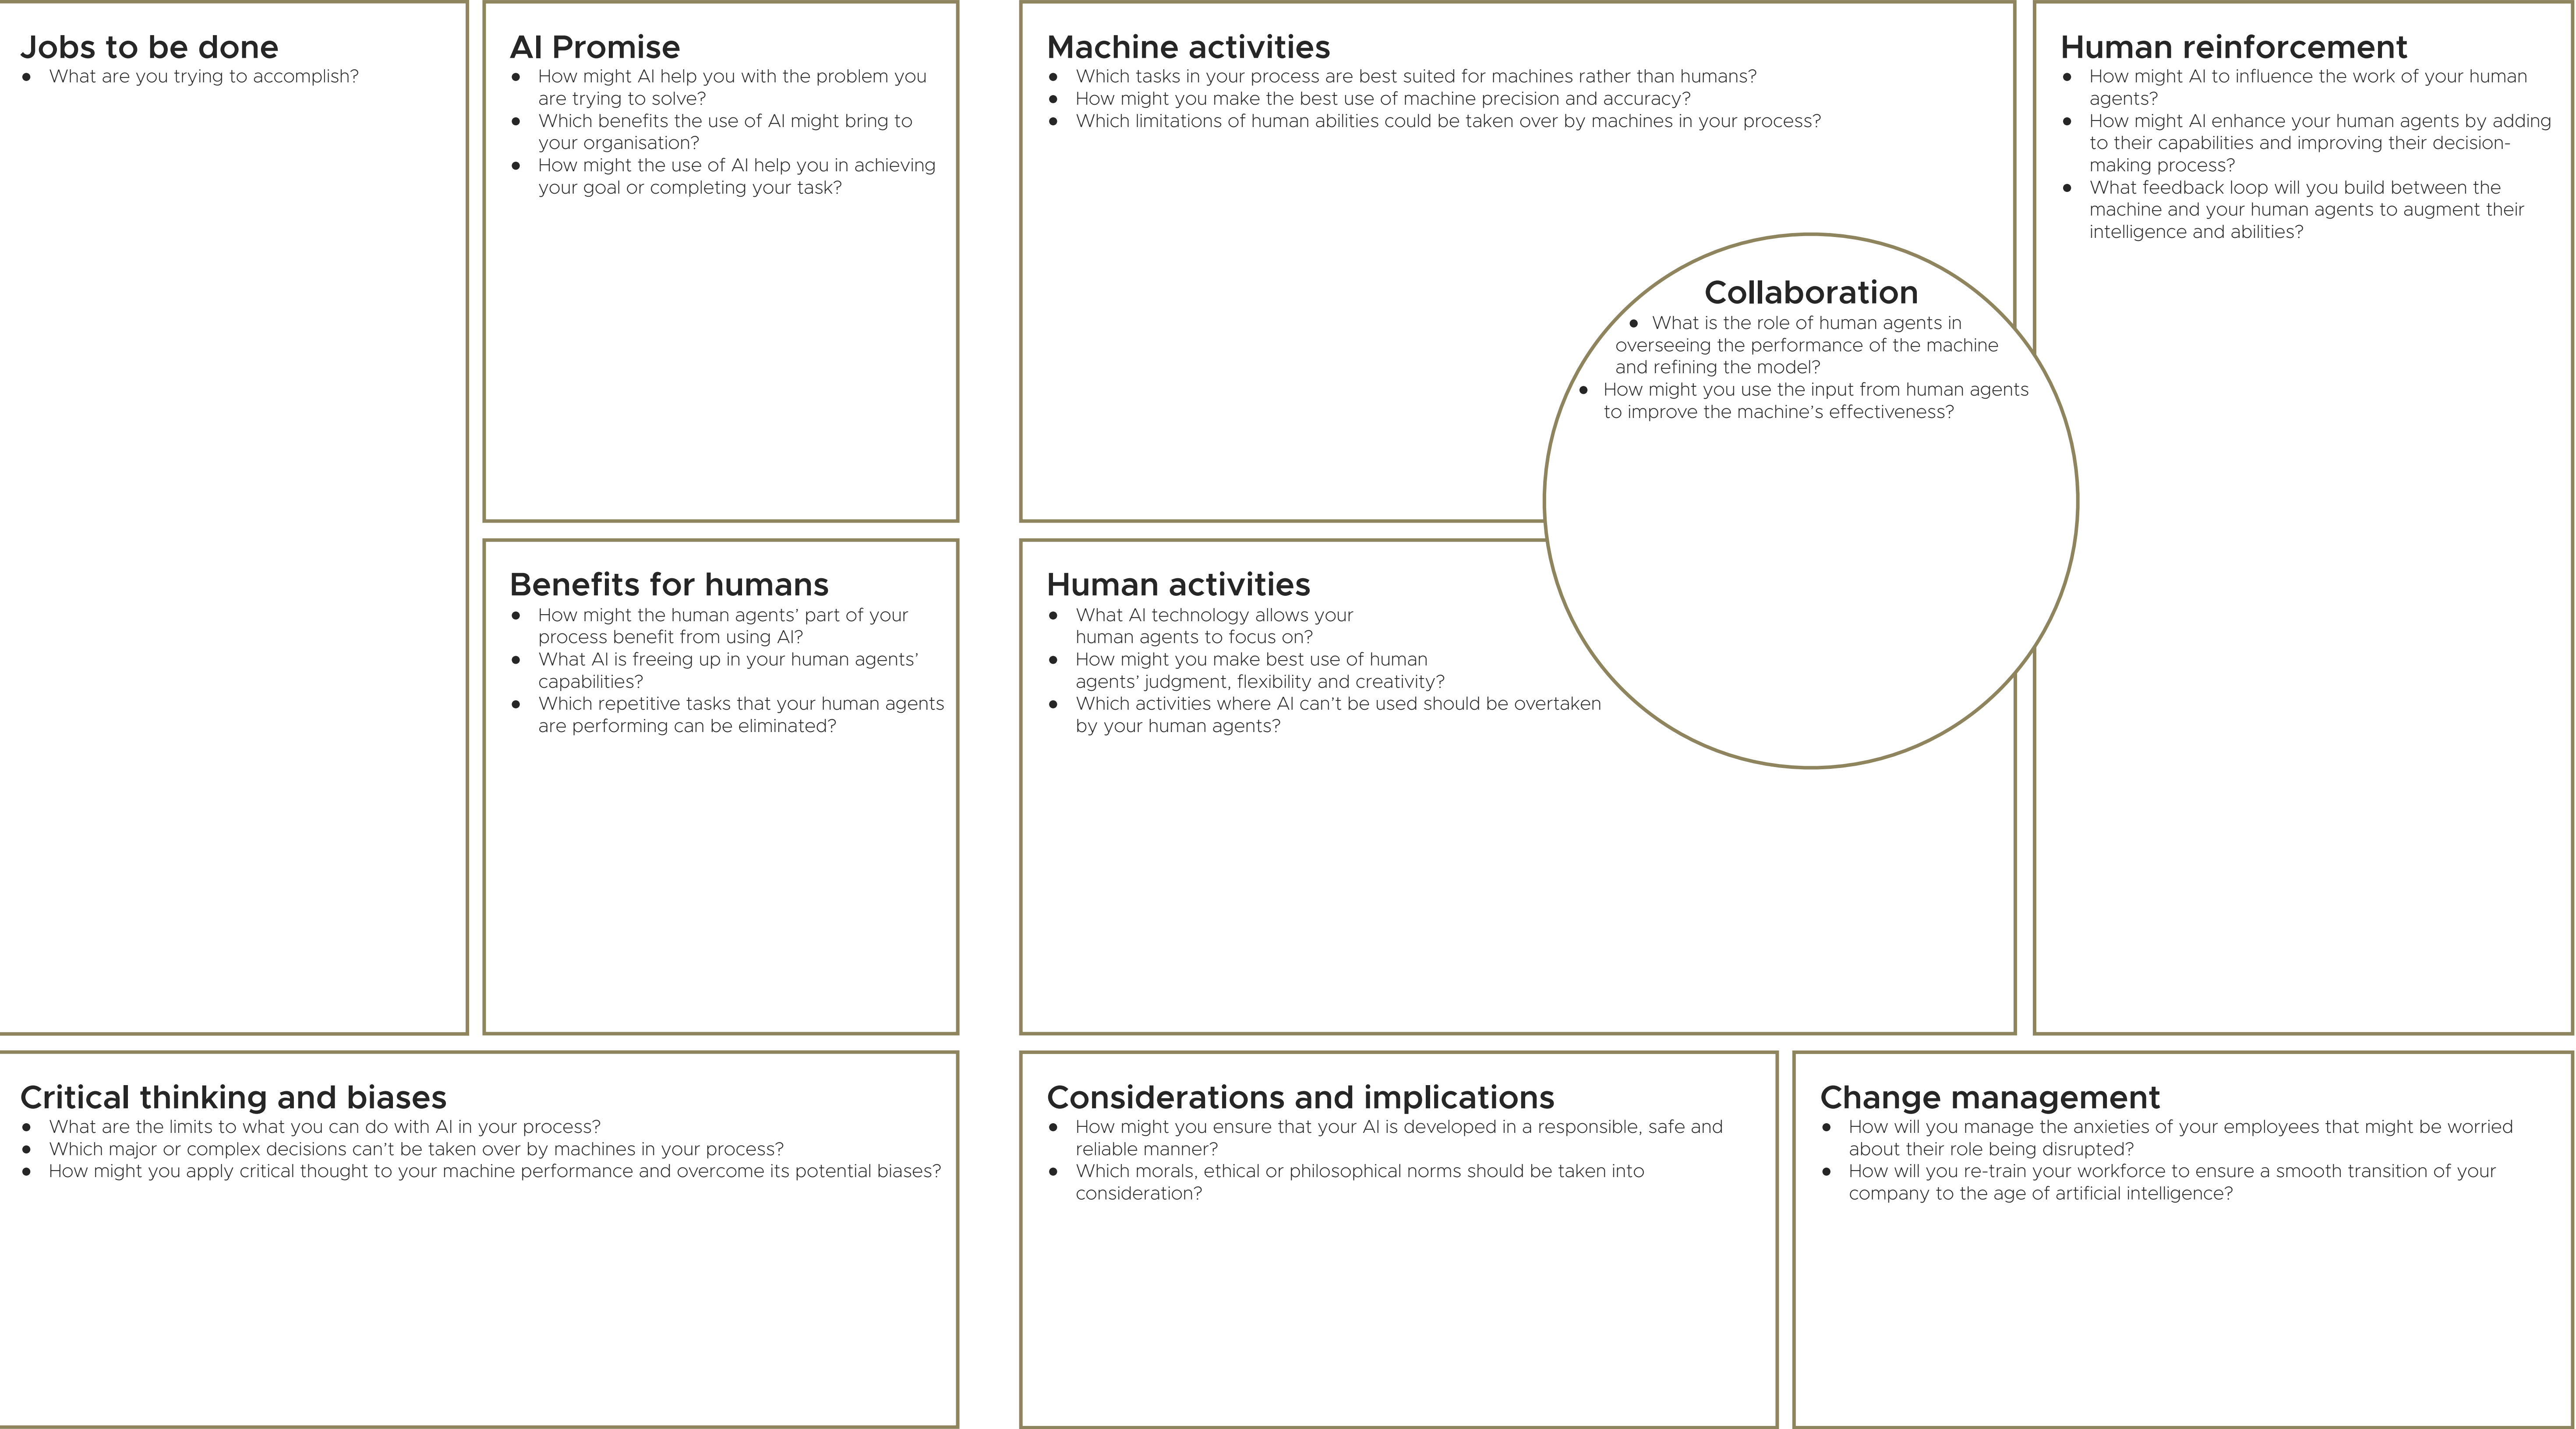 Jobs to be done
● What are you trying to accomplish?
AI Promise
● How might AI help you with the problem you
are trying to solve?
● Which benefits the use of AI might bring to
your organisation?
● How might the use of AI help you in achieving
your goal or completing your task?
Benefits for humans
● How might the human agents’ part of your
process benefit from using AI?
● What AI is freeing up in your human agents’
capabilities?
● Which repetitive tasks that your human agents
are performing can be eliminated?
Machine activities
● Which tasks in your process are best suited for machines rather than humans?
● How might you make the best use of machine precision and accuracy?
● Which limitations of human abilities could be taken over by machines in your process?
Collaboration
● What is the role of human agents in
overseeing the performance of the machine
and refining the model?
● How might you use the input from human agents
to improve the machine’s effectiveness?
Human activities
● What AI technology allows your
human agents to focus on?
● How might you make best use of human
agents’ judgment, flexibility and creativity?
● Which activities where AI can’t be used should be overtaken
by your human agents?
Human reinforcement
● How might AI to influence the work of your human
agents?
● How might AI enhance your human agents by adding
to their capabilities and improving their decision-
making process?
● What feedback loop will you build between the
machine and your human agents to augment their
intelligence and abilities?
Critical thinking and biases
● What are the limits to what you can do with AI in your process?
● Which major or complex decisions can’t be taken over by machines in your process?
● How might you apply critical thought to your machine performance and overcome its potential biases?
Considerations and implications
● How might you ensure that your AI is developed in a responsible, safe and
reliable manner?
● Which morals, ethical or philosophical norms should be taken into
consideration?
Change management
● How will you manage the anxieties of your employees that might be worried
about their role being disrupted?
● How will you re-train your workforce to ensure a smooth transition of your
company to the age of artificial intelligence?